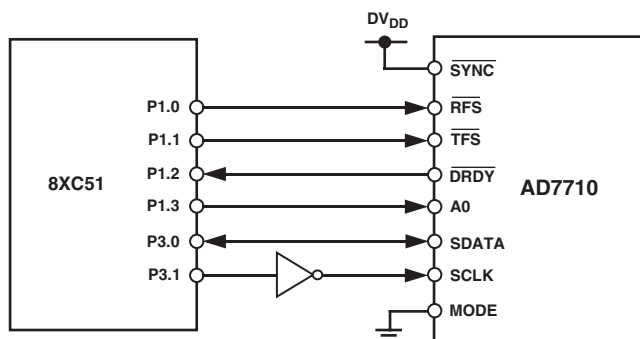 DVDD
SYNC
P1.0 RFS
P1.1 TFS
P1.2 DRDY
8XC51 AD7710
P1.3 A0
P3.0 SDATA
P3.1 SCLK
MODE